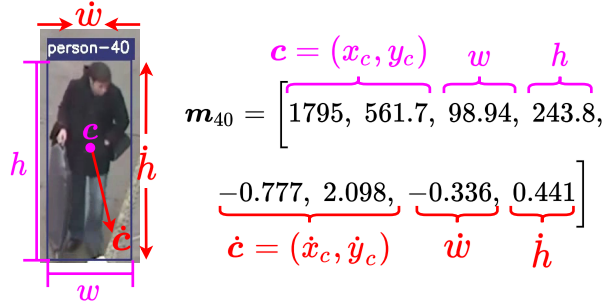 ẇ
person-40
c
h
ḣ
ċ
w
c = (x_c, y_c) w h
m_40 = [1795, 561.7, 98.94, 243.8,
−0.777, 2.098, −0.336, 0.441]
ċ = (ẋ_c, ẏ_c) ẇ ḣ